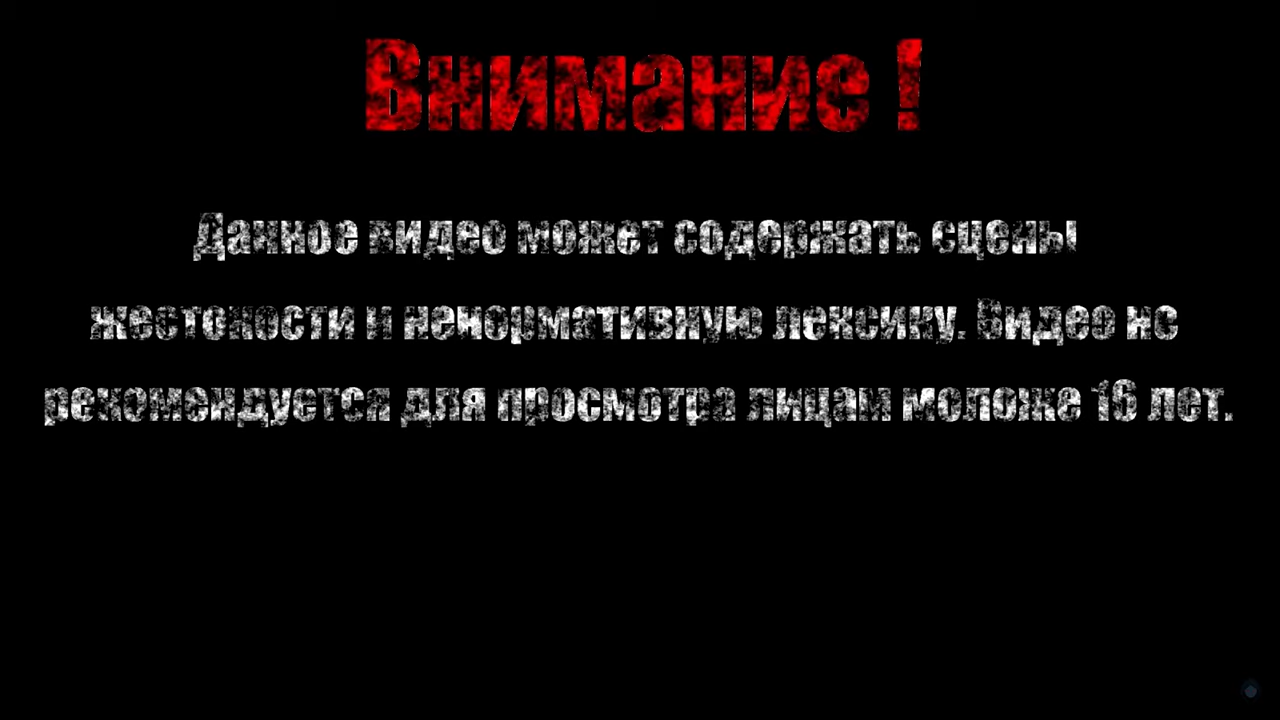 Внимание !
Данное видео может содержать сцены
жестокости и ненормативную лексику. Видео не
рекомендуется для просмотра лицам моложе 16 лет.